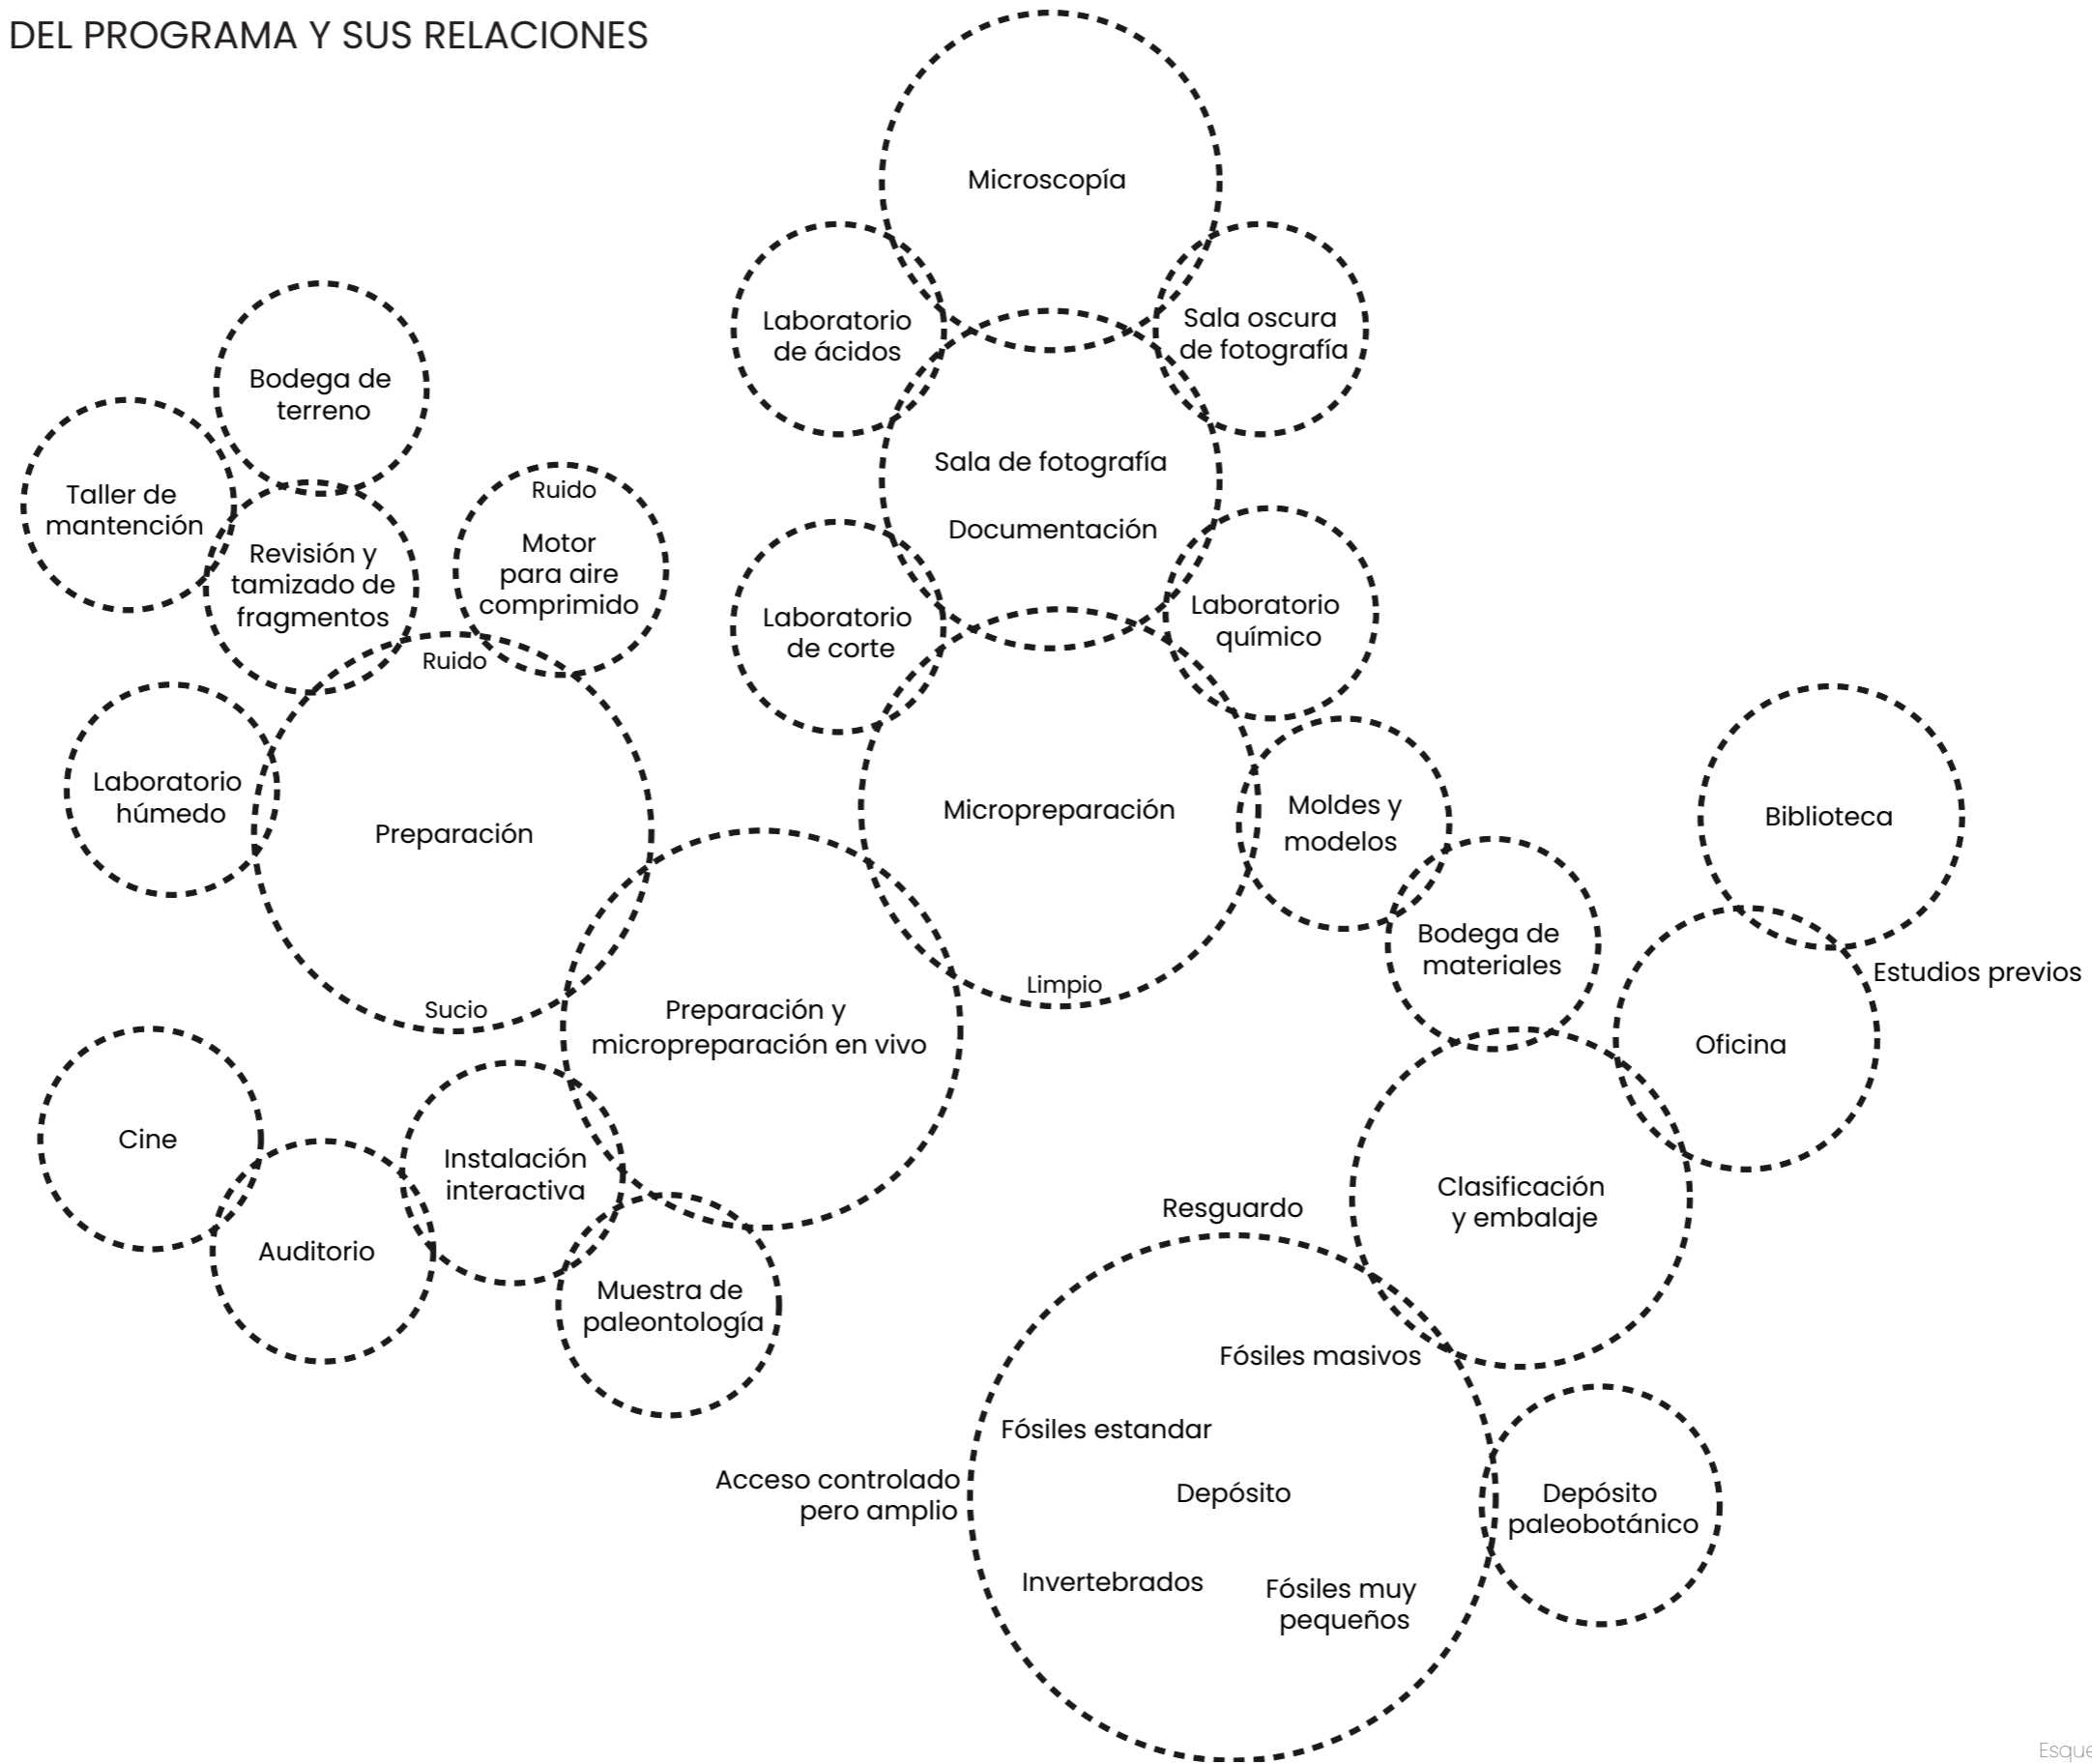 DEL PROGRAMA Y SUS RELACIONES
Microscopía
Laboratorio
de ácidos
Sala oscura
de fotografía
Bodega de
terreno
Taller de
mantención
Revisión y
tamizado de
fragmentos
Ruido
Motor
para aire
comprimido
Sala de fotografía
Documentación
Laboratorio
de corte
Laboratorio
químico
Ruido
Laboratorio
húmedo
Preparación
Sucio
Micropreparación
Limpio
Moldes y
modelos
Bodega de
materiales
Biblioteca
Estudios previos
Oficina
Preparación y
micropreparación en vivo
Cine
Auditorio
Instalación
interactiva
Muestra de
paleontología
Clasificación
y embalaje
Resguardo
Fósiles masivos
Fósiles estandar
Acceso controlado
pero amplio
Depósito
Depósito
paleobotánico
Invertebrados
Fósiles muy
pequeños
Esque